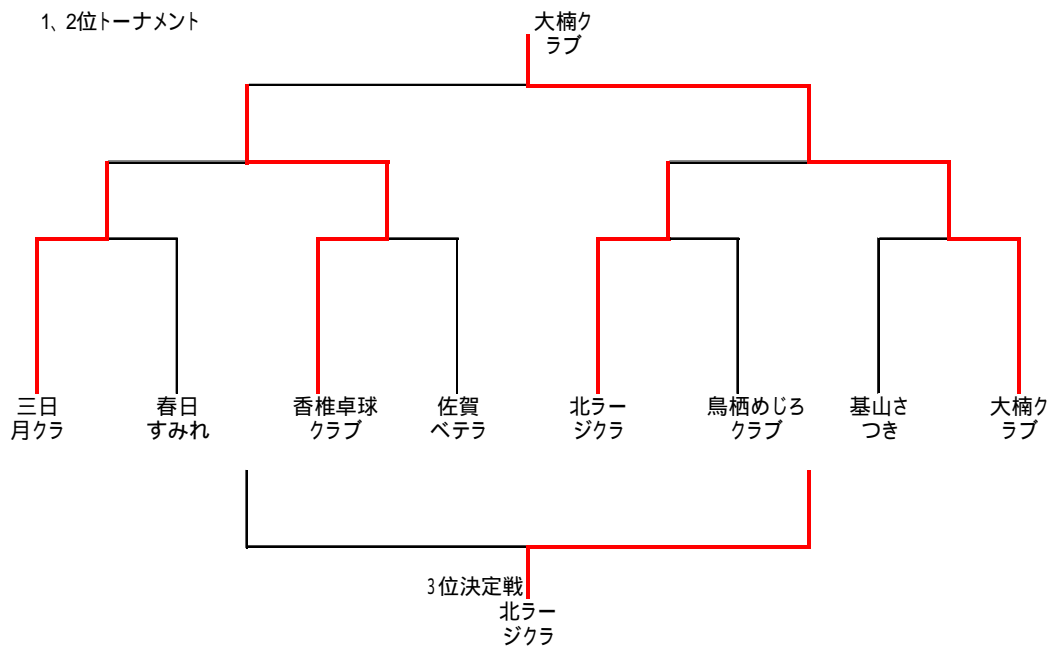 1、2位トーナメント
大楠ク
ラブ
三日
月クラ
春日
すみれ
香椎卓球
クラブ
佐賀
ベテラ
北ラー
ジクラ
鳥栖めじろ
クラブ
基山さ
つき
大楠ク
ラブ
3位決定戦
北ラー
ジクラ